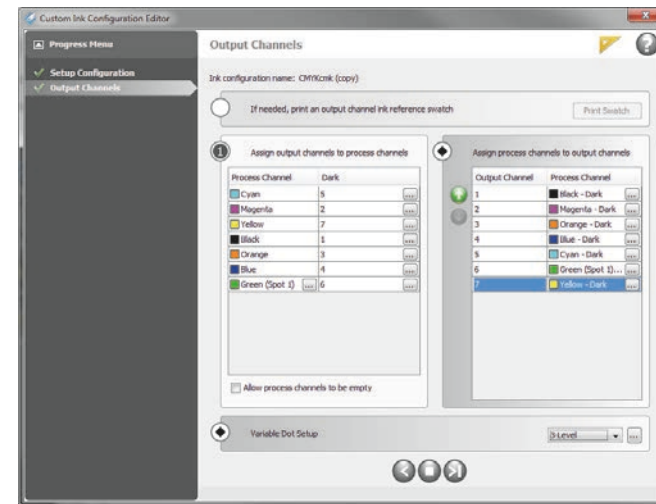 Custom Ink Configuration Editor
Progress Menu
Setup Configuration
Output Channels
Output Channels
Ink configuration name: CMYKcmk (copy)
If needed, print an output channel ink reference swatch
Print Swatch
1 Assign output channels to process channels
Process Channel Dark
Cyan 5 ...
Magenta 2 ...
Yellow 7 ...
Black 1 ...
Orange 3 ...
Blue 4 ...
Green (Spot 1) ... 6 ...
Allow process channels to be empty
Assign process channels to output channels
Output Channel Process Channel
1 Black - Dark ...
2 Magenta - Dark ...
3 Orange - Dark ...
4 Blue - Dark ...
5 Cyan - Dark ...
6 Green (Spot 1)... ...
7 Yellow - Dark ...
Variable Dot Setup
3-Level ...